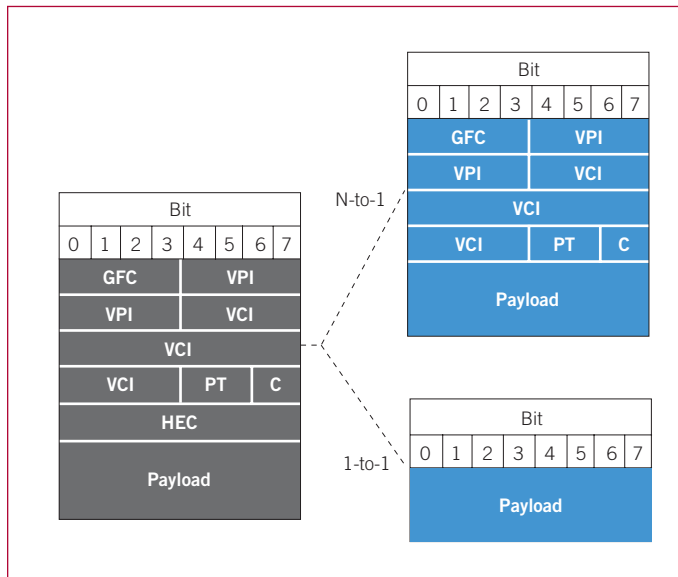 Bit
0 1 2 3 4 5 6 7
GFC VPI
VPI VCI
VCI
VCI PT C
HEC
Payload
N-to-1
Bit
0 1 2 3 4 5 6 7
GFC VPI
VPI VCI
VCI
VCI PT C
Payload
1-to-1
Bit
0 1 2 3 4 5 6 7
Payload